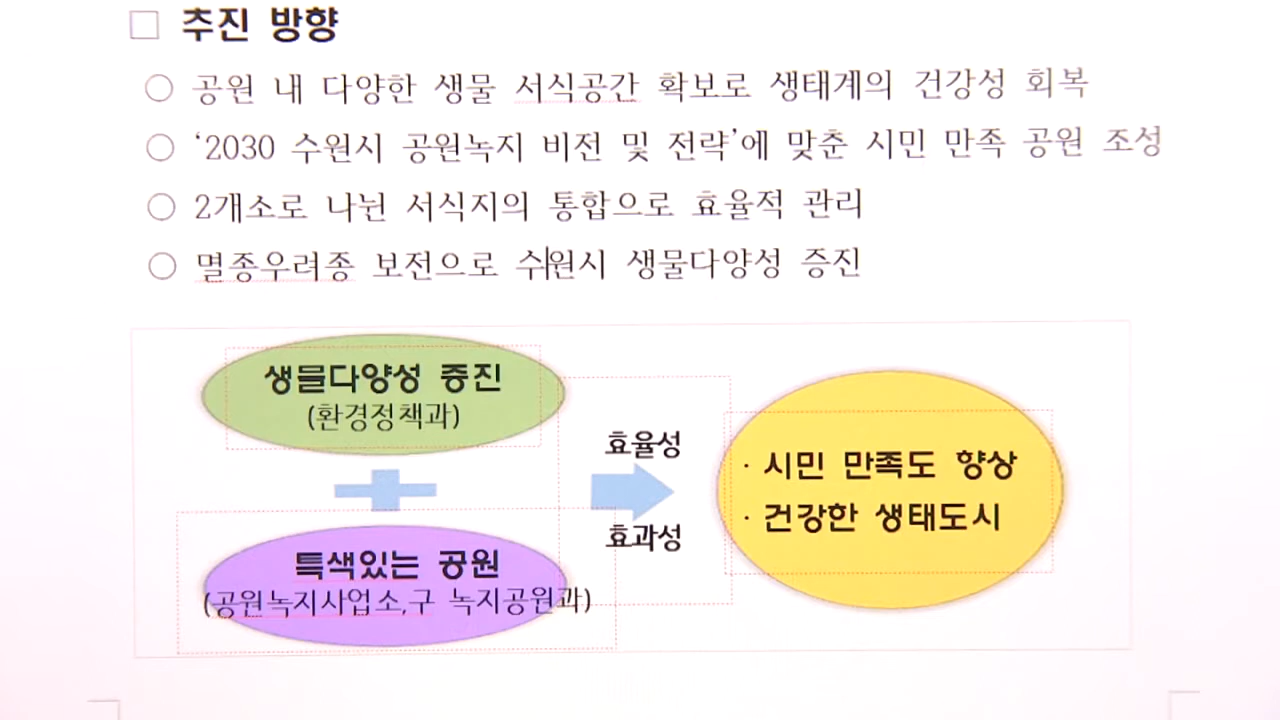 □ 추진 방향
○ 공원 내 다양한 생물 서식공간 확보로 생태계의 건강성 회복
○ ‘2030 수원시 공원녹지 비전 및 전략’에 맞춘 시민 만족 공원 조성
○ 2개소로 나뉜 서식지의 통합으로 효율적 관리
○ 멸종우려종 보전으로 수원시 생물다양성 증진
생물다양성 증진
(환경정책과)
특색있는 공원
(공원녹지사업소,구 녹지공원과)
효율성
효과성
· 시민 만족도 향상
· 건강한 생태도시